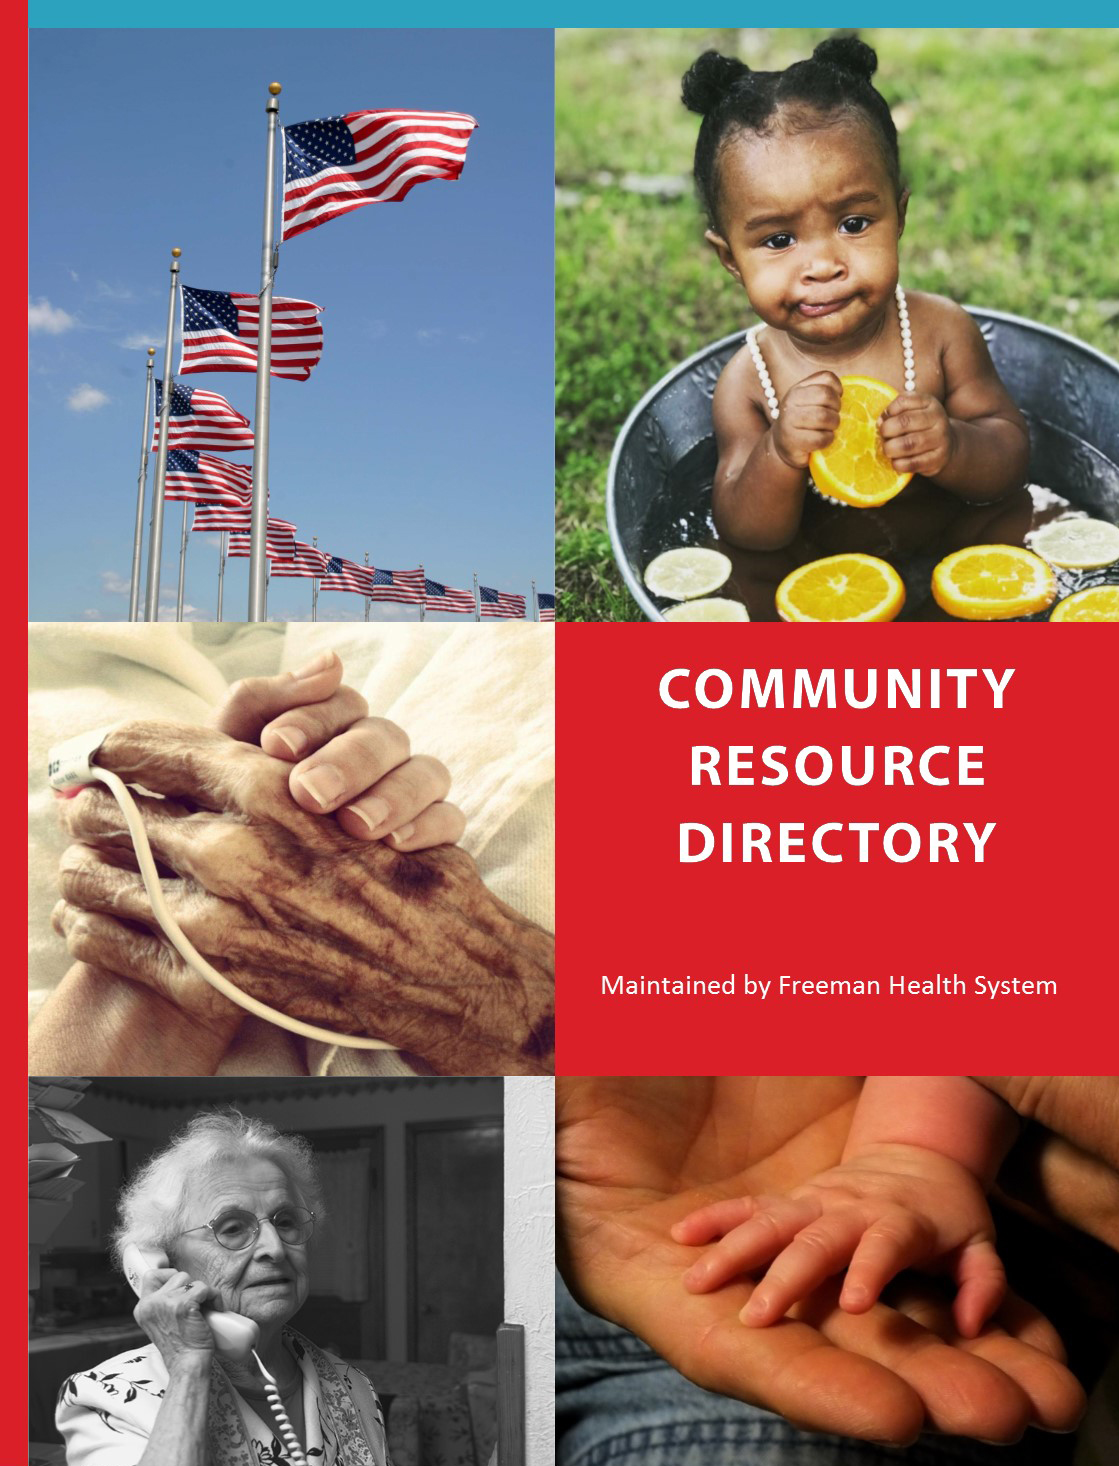 COMMUNITY
RESOURCE
DIRECTORY
Maintained by Freeman Health System